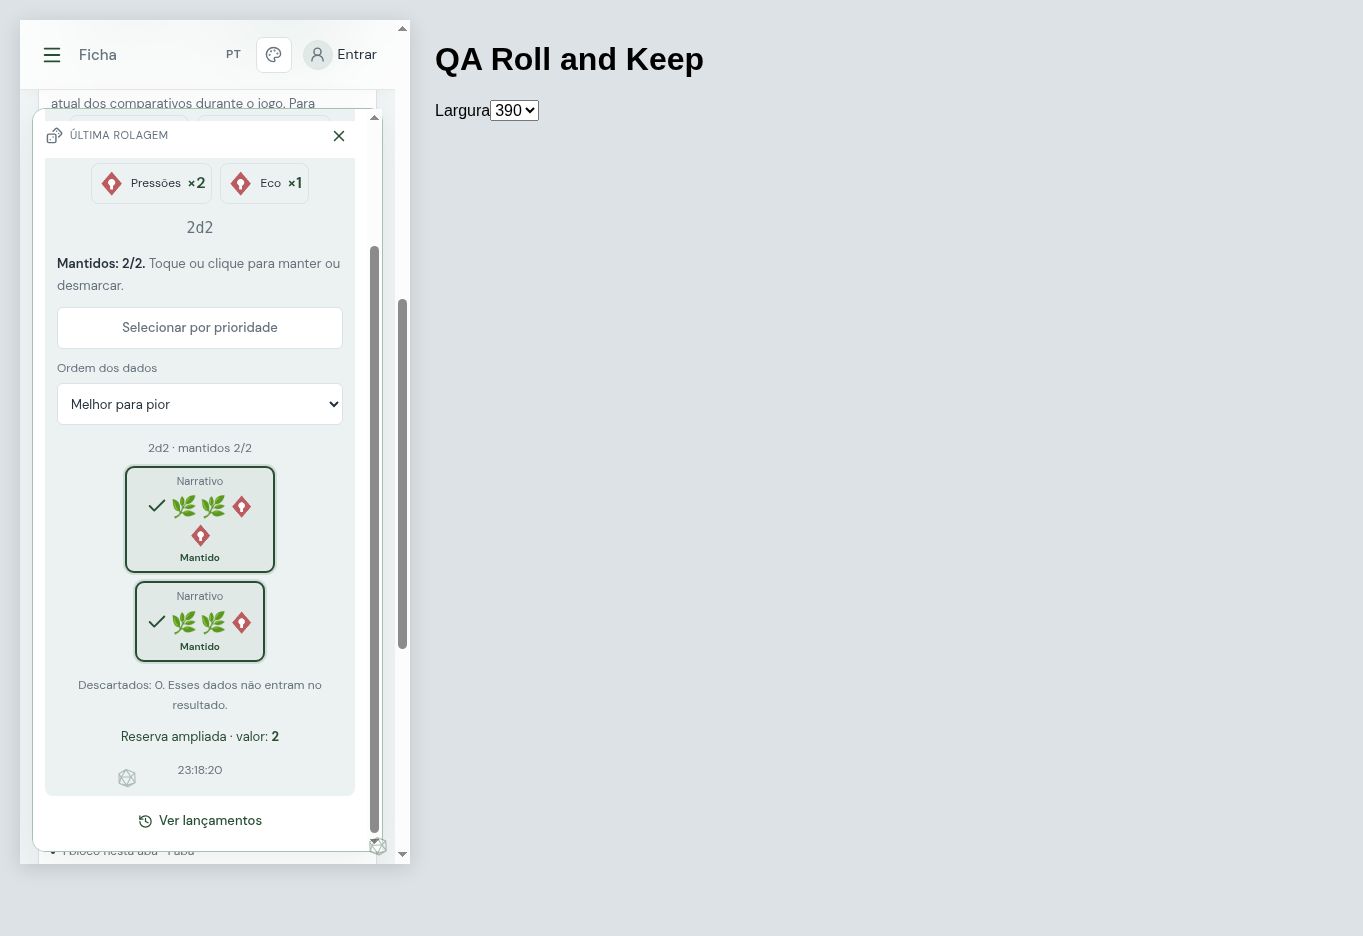 Ficha
PT
Entrar
QA Roll and Keep
Largura 390
atual dos comparativos durante o jogo. Para
ÚLTIMA ROLAGEM
Pressões ×2
Eco ×1
2d2
Mantidos: 2/2. Toque ou clique para manter ou
desmarcar.
Selecionar por prioridade
Ordem dos dados
Melhor para pior
2d2 · mantidos 2/2
Narrativo
Mantido
Narrativo
Mantido
Descartados: 0. Esses dados não entram no
resultado.
Reserva ampliada · valor: 2
23:18:20
Ver lançamentos